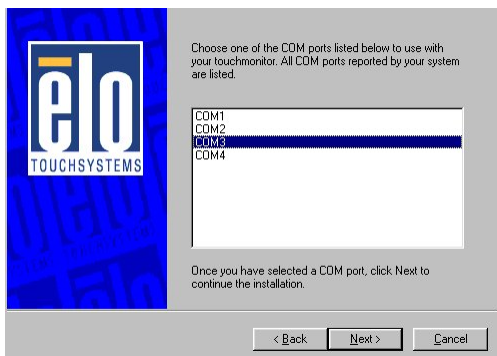 elo
TOUCHSYSTEMS
Choose one of the COM ports listed below to use with
your touchmonitor. All COM ports reported by your system
are listed.
COM1
COM2
COM3
COM4
Once you have selected a COM port, click Next to
continue the installation.
< Back
Next >
Cancel